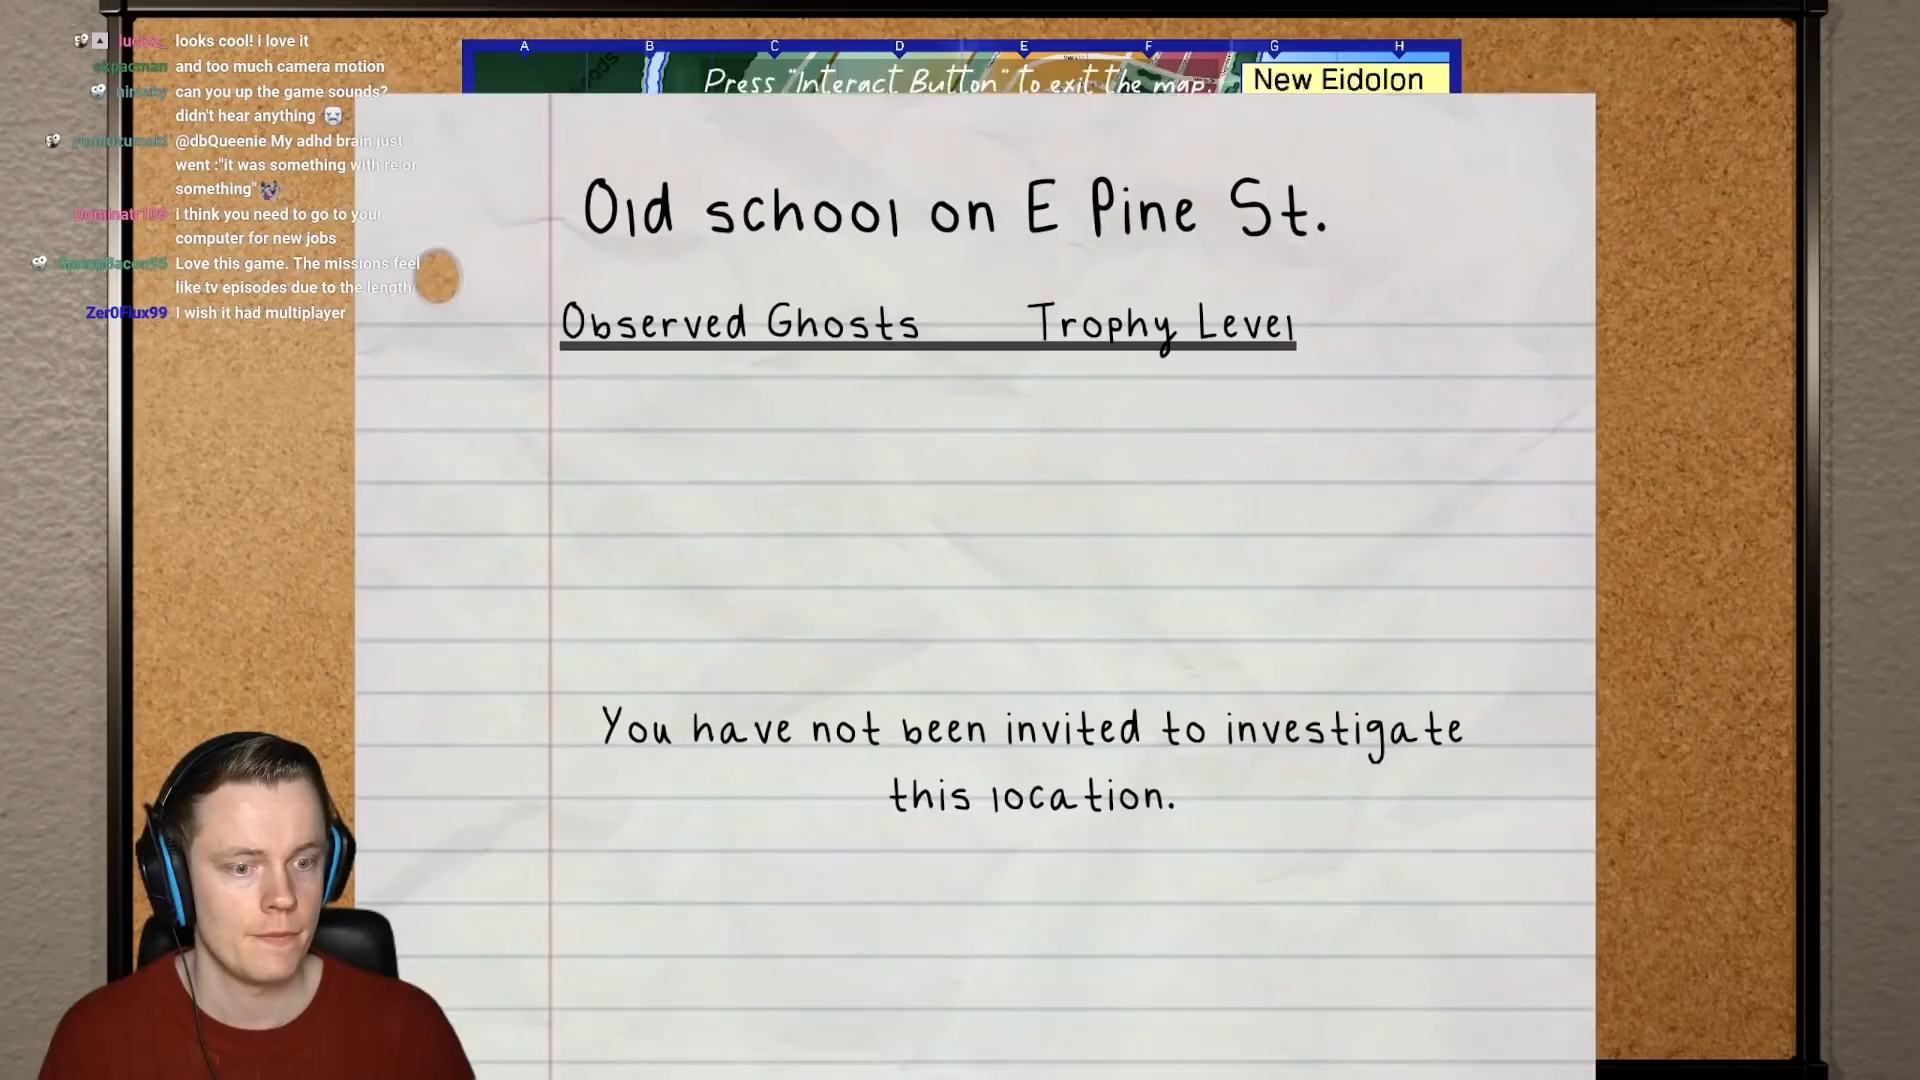 looks cool! i love it
and too much camera motion
can you up the game sounds?
didn't hear anything
@dbQueenie My adhd brain just
went :"it was something with re or
something"
Dominatr109 i think you need to go to your
computer for new jobs
Love this game. The missions feel
like tv episodes due to the length
Zer0Flux99 I wish it had multiplayer
A B C D E F G H
Press "Interact Button" to exit the map.
New Eidolon
Old school on E Pine St.
Observed Ghosts Trophy Level
You have not been invited to investigate
this location.